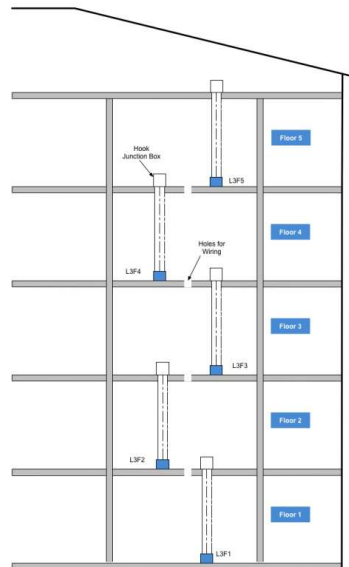 Floor 5
Hook
Junction Box
L3F5
Floor 4
Holes for
Wiring
L3F4
Floor 3
L3F3
Floor 2
L3F2
Floor 1
L3F1